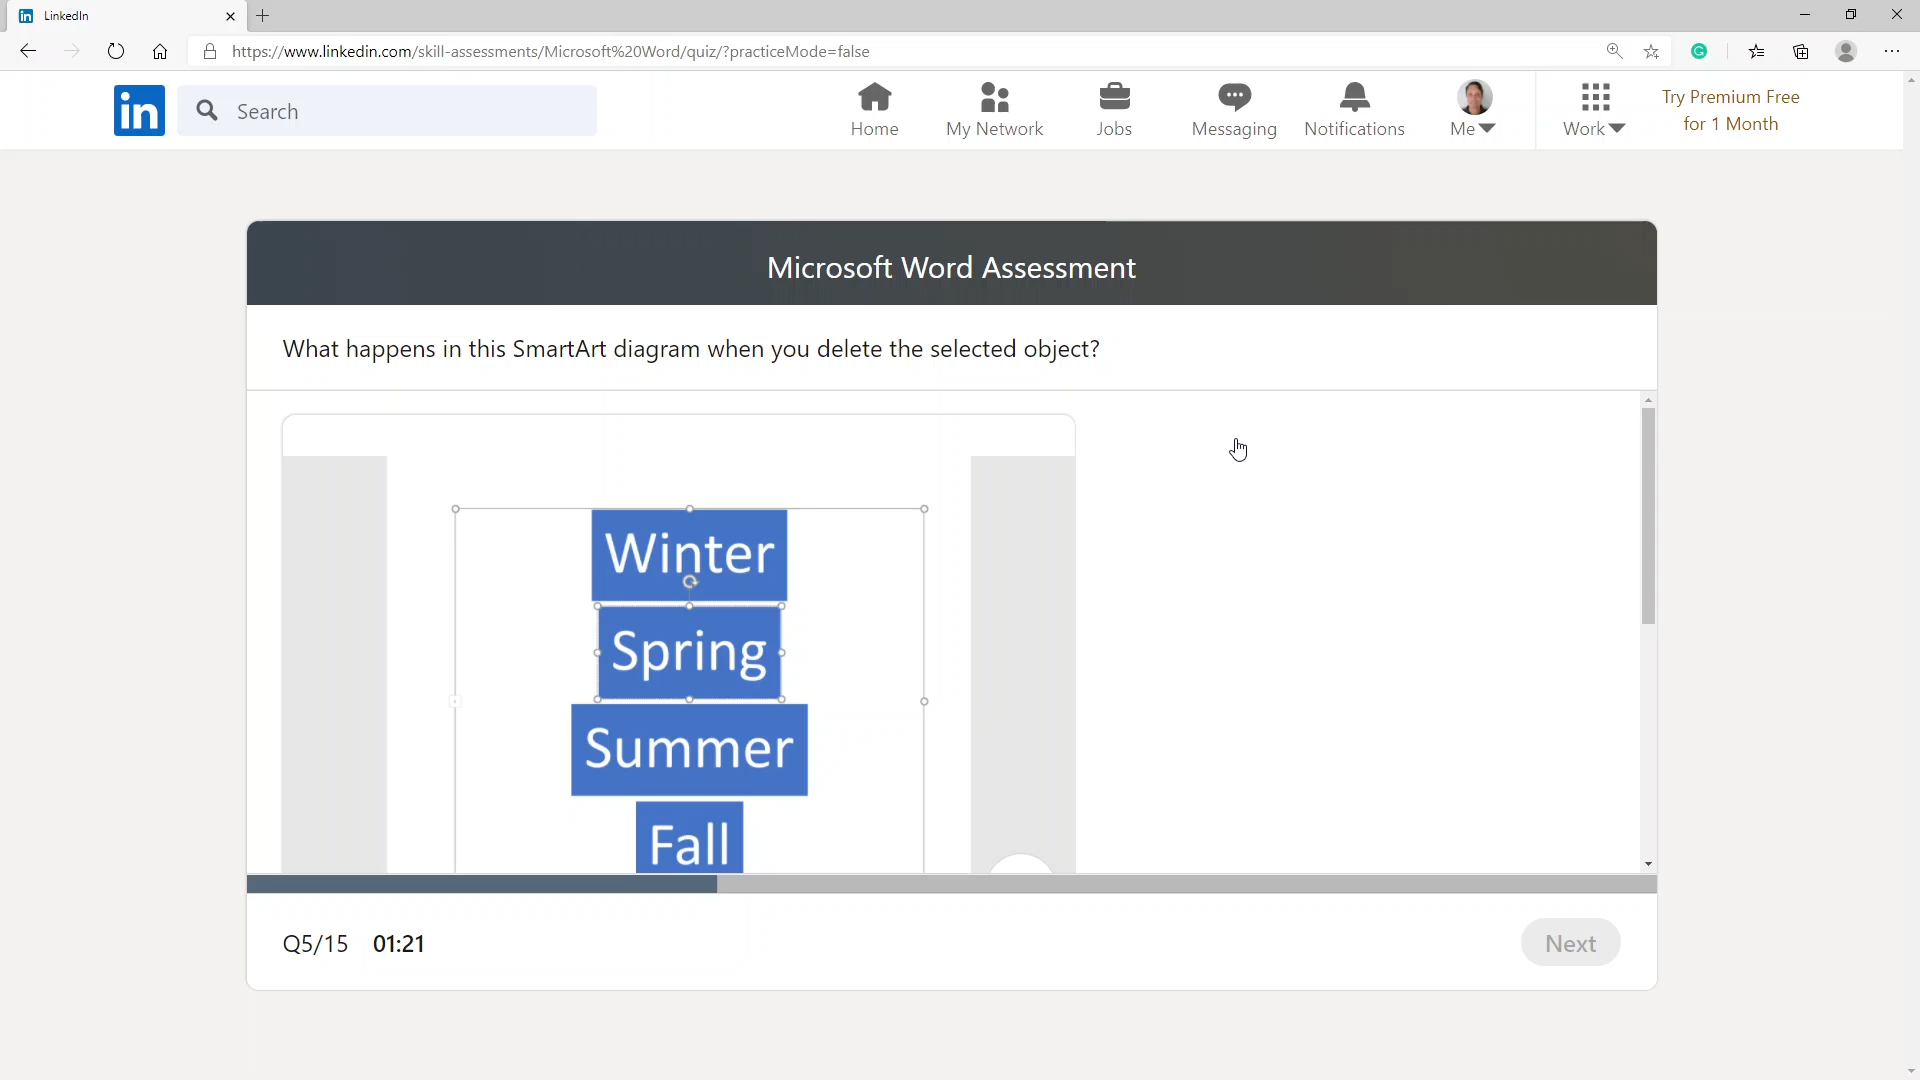 LinkedIn
https://www.linkedin.com/skill-assessments/Microsoft%20Word/quiz/?practiceMode=false
in
Search
Home
My Network
Jobs
Messaging
Notifications
Me
Work
Try Premium Free
for 1 Month
Microsoft Word Assessment
What happens in this SmartArt diagram when you delete the selected object?
Winter
Spring
Summer
Fall
Q5/15 01:21
Next